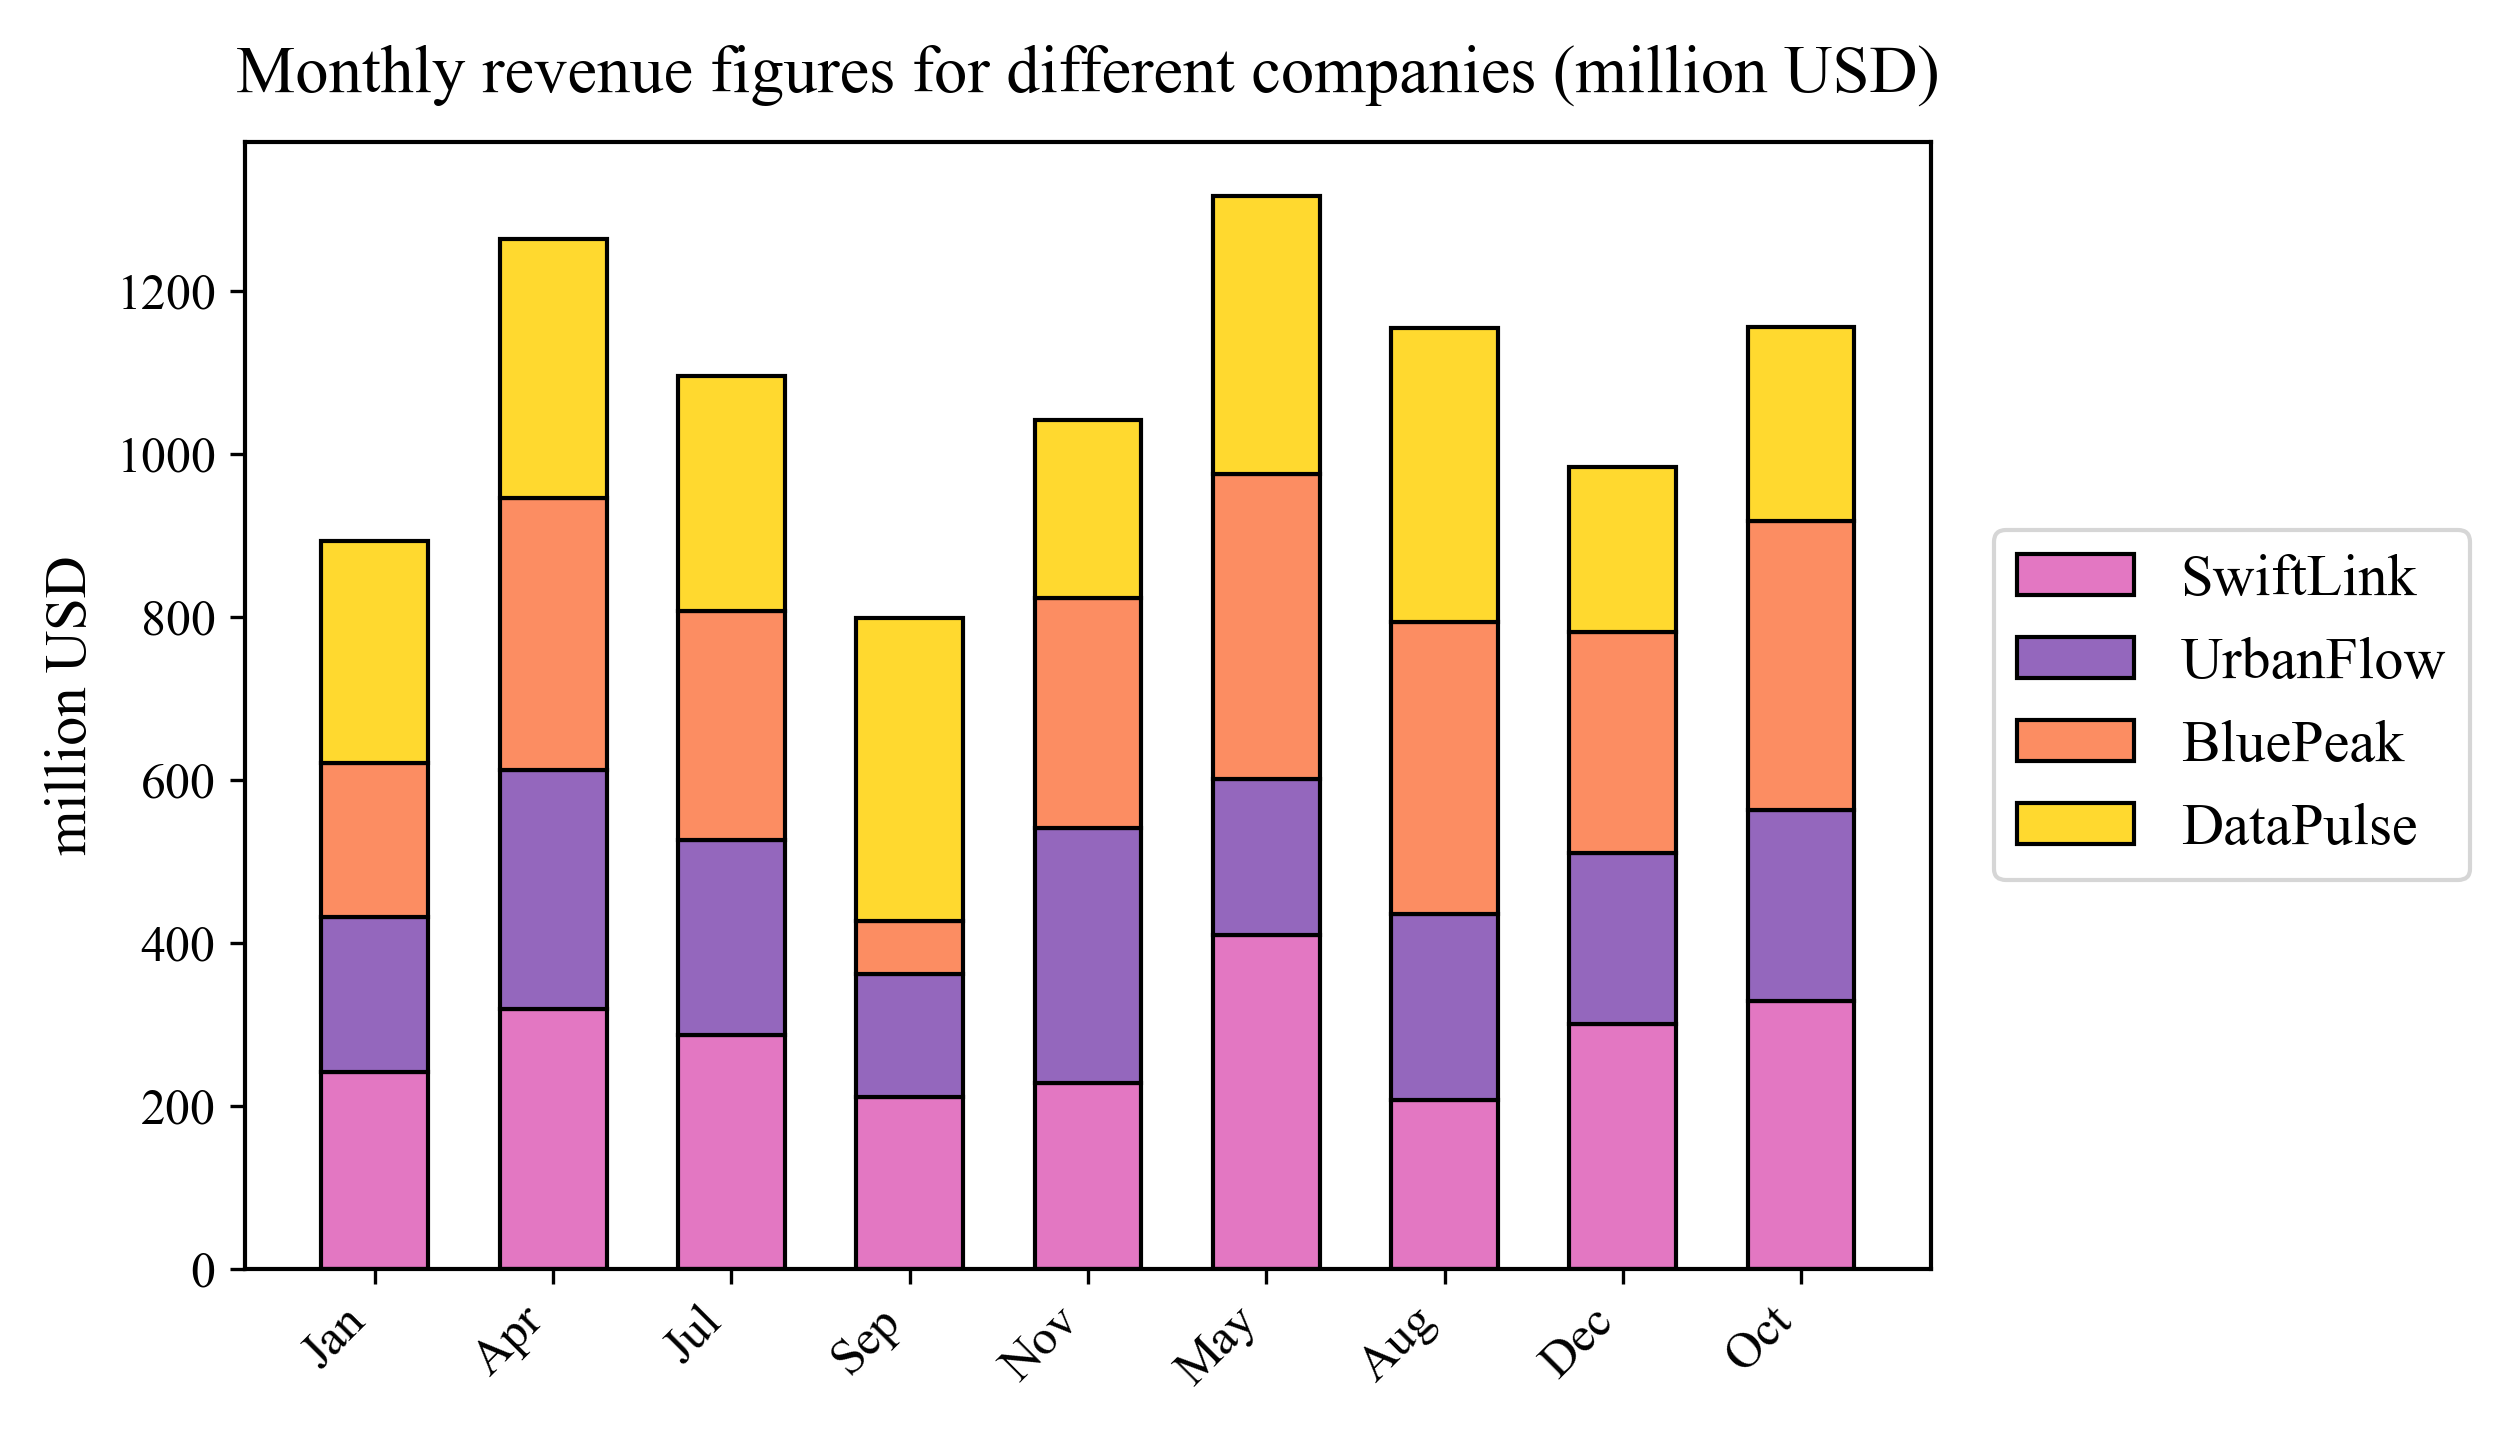 Monthly revenue figures for different companies (million USD)
million USD
1200
1000
800
600
400
200
0
Jan
Apr
Jul
Sep
Nov
May
Aug
Dec
Oct
SwiftLink
UrbanFlow
BluePeak
DataPulse